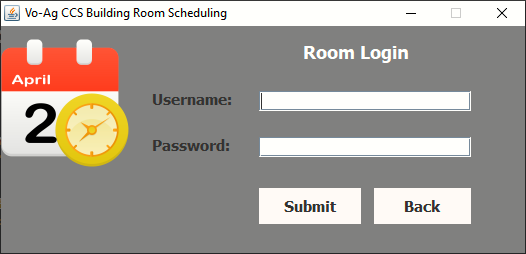 Vo-Ag CCS Building Room Scheduling
Room Login
April
2
Username:
Password:
Submit
Back